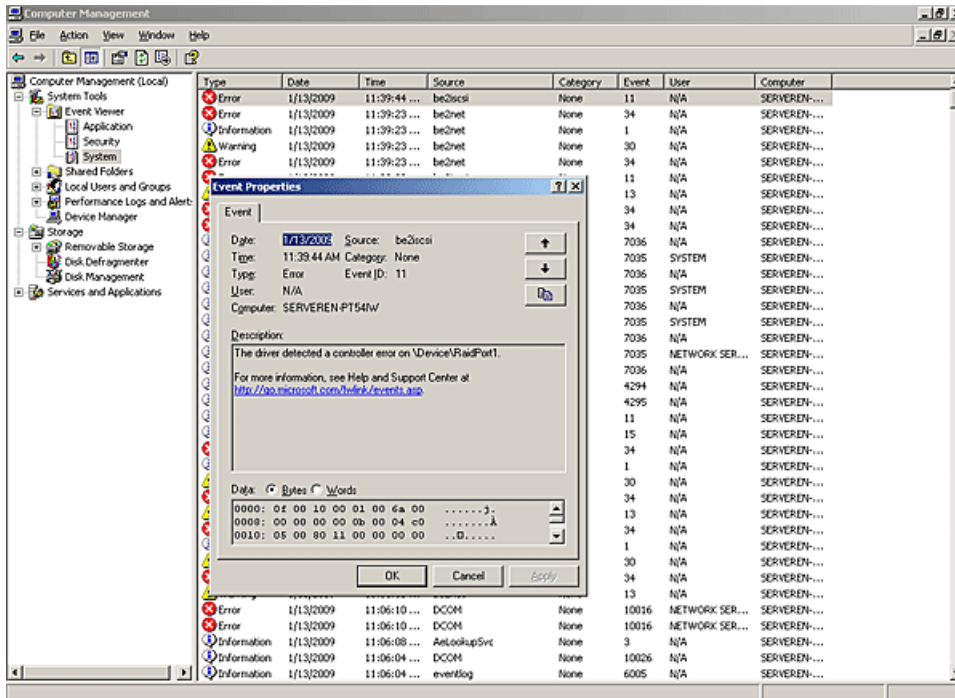 Computer Management
File Action View Window Help
Computer Management (Local)
System Tools
Event Viewer
Application
Security
System
Shared Folders
Local Users and Groups
Performance Logs and Alert:
Device Manager
Storage
Removable Storage
Disk Defragmenter
Disk Management
Services and Applications
Type Date Time Source Category Event User Computer
Error 1/13/2009 11:39:44 ... be2iscsi None 11 N/A SERVEREN-...
Error 1/13/2009 11:39:23 ... be2net None 34 N/A SERVEREN-...
Information 1/13/2009 11:39:23 ... be2net None 1 N/A SERVEREN-...
Warning 1/13/2009 11:39:23 ... be2net None 30 N/A SERVEREN-...
Error 1/13/2009 11:39:23 ... be2net None 34 N/A SERVEREN-...
11 N/A SERVEREN-...
13 N/A SERVEREN-...
34 N/A SERVEREN-...
34 N/A SERVEREN-...
7036 N/A SERVEREN-...
7035 SYSTEM SERVEREN-...
7036 N/A SERVEREN-...
7035 SYSTEM SERVEREN-...
7036 N/A SERVEREN-...
7035 SYSTEM SERVEREN-...
7036 N/A SERVEREN-...
7035 NETWORK SER... SERVEREN-...
7036 N/A SERVEREN-...
4294 N/A SERVEREN-...
4295 N/A SERVEREN-...
11 N/A SERVEREN-...
15 N/A SERVEREN-...
34 N/A SERVEREN-...
1 N/A SERVEREN-...
30 N/A SERVEREN-...
34 N/A SERVEREN-...
13 N/A SERVEREN-...
34 N/A SERVEREN-...
1 N/A SERVEREN-...
30 N/A SERVEREN-...
34 N/A SERVEREN-...
13 N/A SERVEREN-...
Error 1/13/2009 11:06:10 ... DCOM None 10016 NETWORK SER... SERVEREN-...
Error 1/13/2009 11:06:10 ... DCOM None 10016 NETWORK SER... SERVEREN-...
Information 1/13/2009 11:06:08 ... AeLookupSvc None 3 N/A SERVEREN-...
Information 1/13/2009 11:06:04 ... DCOM None 10026 N/A SERVEREN-...
Information 1/13/2009 11:06:04 ... eventlog None 6005 N/A SERVEREN-...
Event Properties
Event
Date: 1/13/2009 Source: be2iscsi
Time: 11:39:44 AM Category: None
Type: Error Event ID: 11
User: N/A
Computer: SERVEREN-PT54IW
Description:
The driver detected a controller error on \Device\RaidPort1.
For more information, see Help and Support Center at
http://go.microsoft.com/fwlink/events.asp.
Data: Bytes Words
0000: 0f 00 10 00 01 00 6a 00 ......j.
0008: 00 00 00 00 0b 00 04 c0 .......À
0010: 05 00 80 11 00 00 00 00
OK Cancel Apply